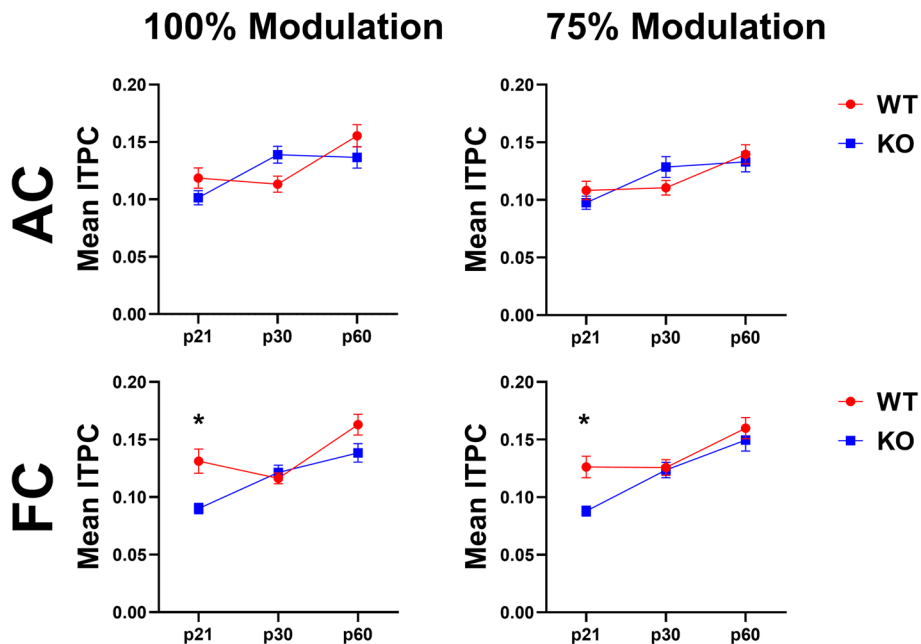 100% Modulation
75% Modulation
AC
Mean ITPC
0.20
0.15
0.10
0.05
0.00
p21 p30 p60
Mean ITPC
0.20
0.15
0.10
0.05
0.00
p21 p30 p60
WT
KO
FC
Mean ITPC
0.20
0.15
0.10
0.05
0.00
*
p21 p30 p60
Mean ITPC
0.20
0.15
0.10
0.05
0.00
*
p21 p30 p60
WT
KO